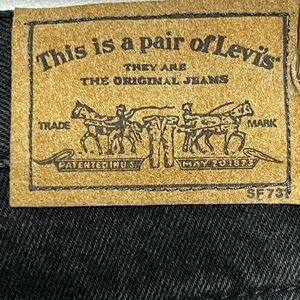 This is a pair of Levi's
THEY ARE
THE ORIGINAL JEANS
TRADE MARK
PATENTED IN U.S. MAY 20 1873